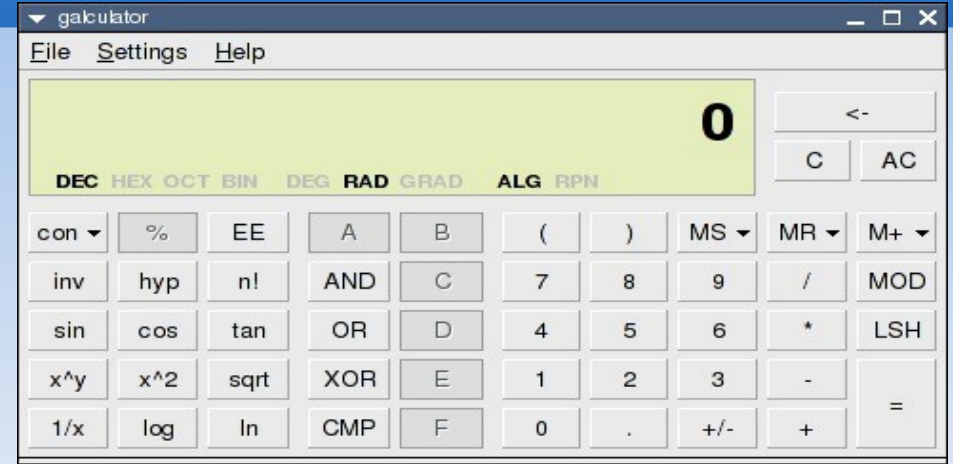 galculator
File Settings Help
0
<-
C AC
DEC HEX OCT BIN DEG RAD GRAD ALG RPN
con % EE A B ( ) MS MR M+
inv hyp n! AND C 7 8 9 / MOD
sin cos tan OR D 4 5 6 * LSH
x^y x^2 sqrt XOR E 1 2 3 -
=
1/x log ln CMP F 0 . +/- +